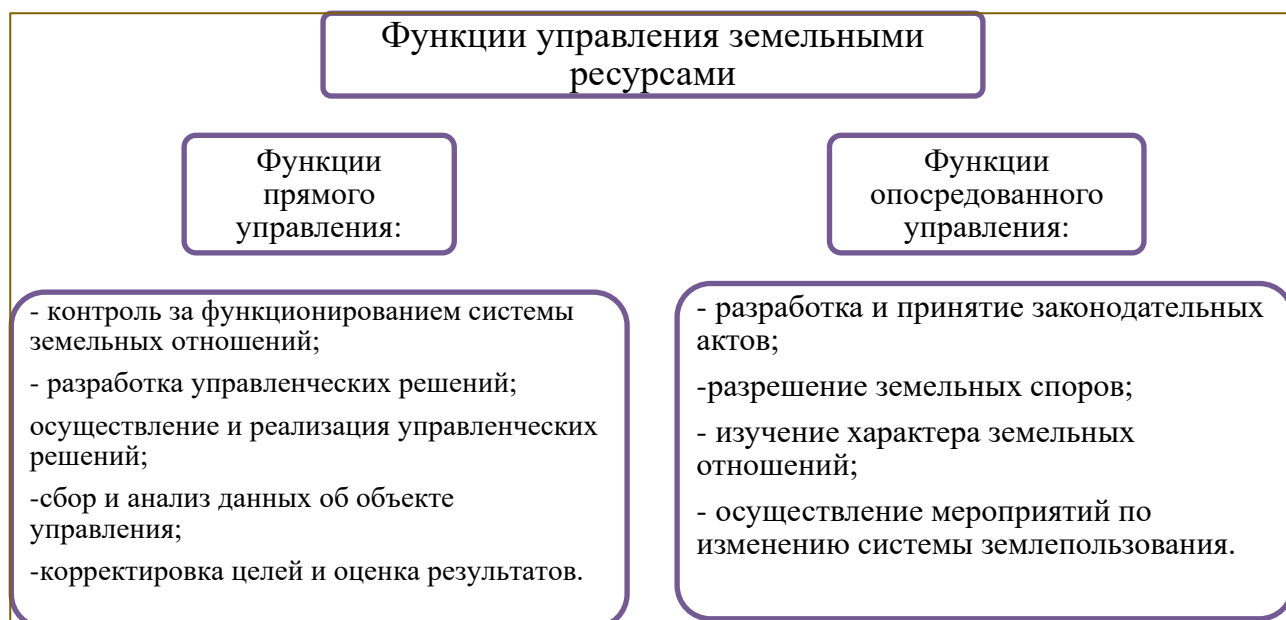 Функции управления земельными
ресурсами
Функции
прямого
управления:
- контроль за функционированием системы
земельных отношений;
- разработка управленческих решений;
осуществление и реализация управленческих
решений;
-сбор и анализ данных об объекте
управления;
-корректировка целей и оценка результатов.
Функции
опосредованного
управления:
- разработка и принятие законодательных
актов;
-разрешение земельных споров;
- изучение характера земельных
отношений;
- осуществление мероприятий по
изменению системы землепользования.